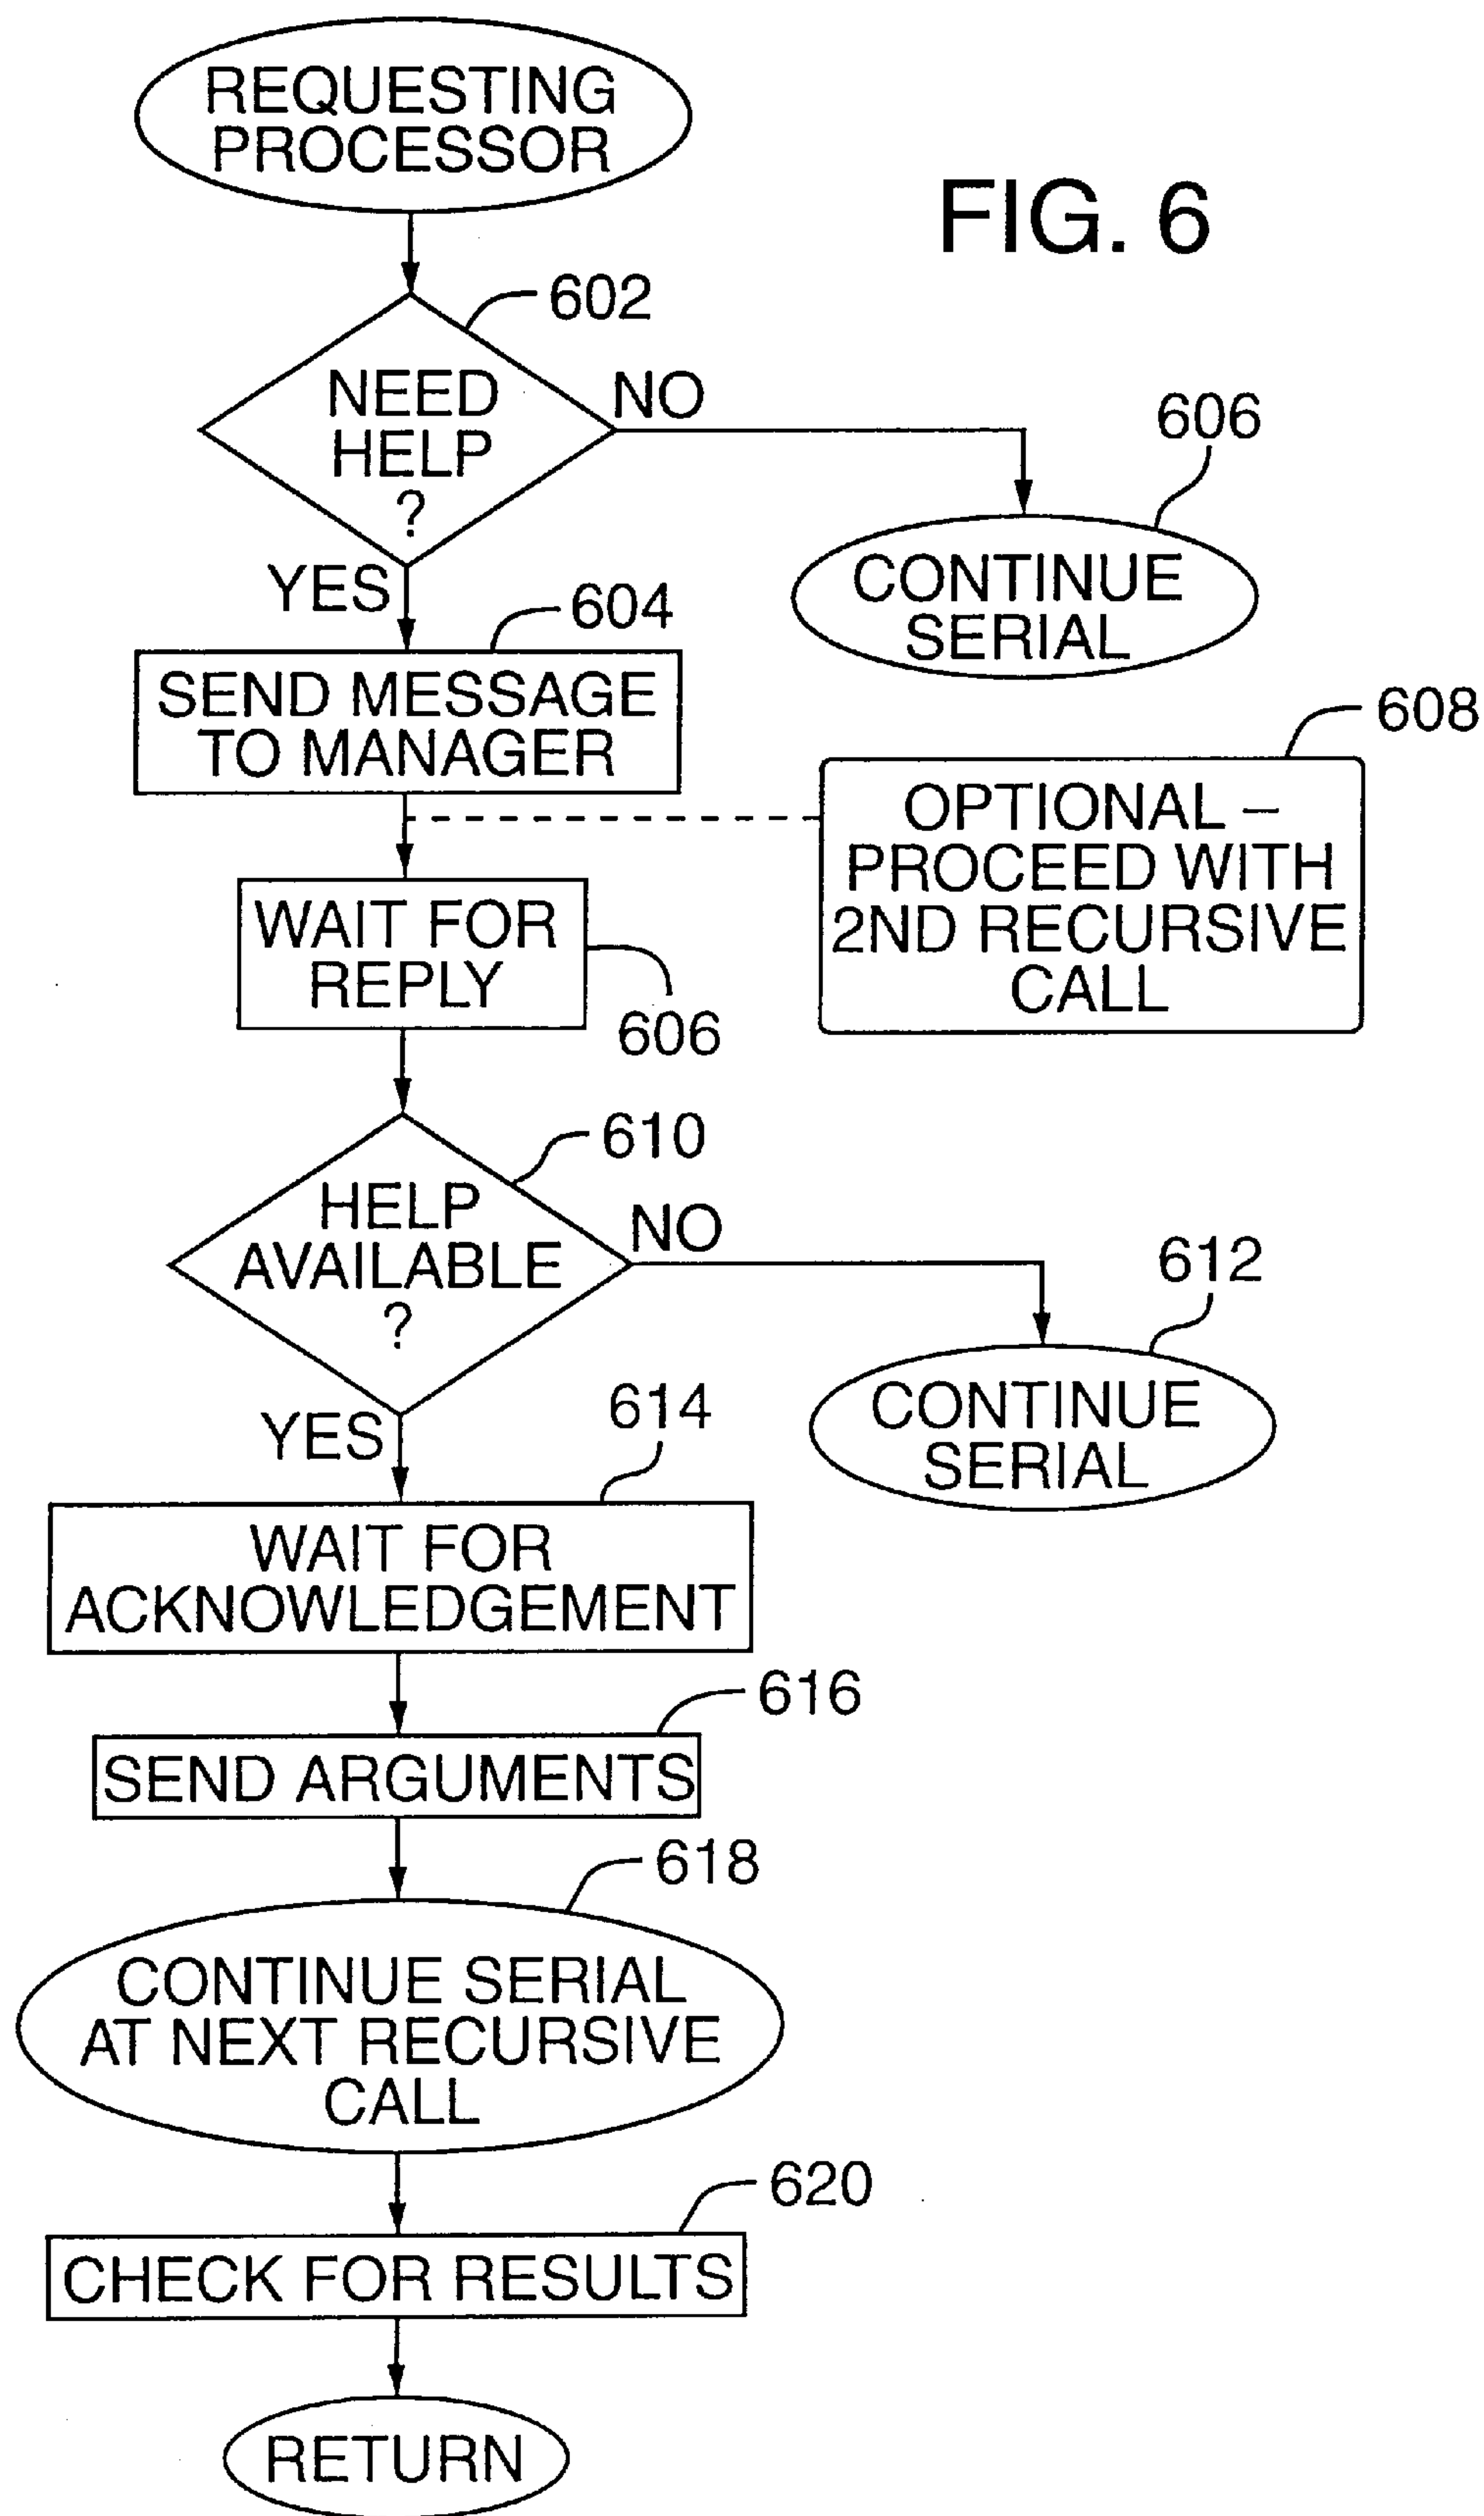 REQUESTING
PROCESSOR
FIG. 6
602
NEED
HELP
?
NO
606
CONTINUE
SERIAL
YES
604
SEND MESSAGE
TO MANAGER
608
OPTIONAL –
PROCEED WITH
2ND RECURSIVE
CALL
WAIT FOR
REPLY
606
610
HELP
AVAILABLE
?
NO
612
CONTINUE
SERIAL
YES
614
WAIT FOR
ACKNOWLEDGEMENT
616
SEND ARGUMENTS
618
CONTINUE SERIAL
AT NEXT RECURSIVE
CALL
620
CHECK FOR RESULTS
RETURN